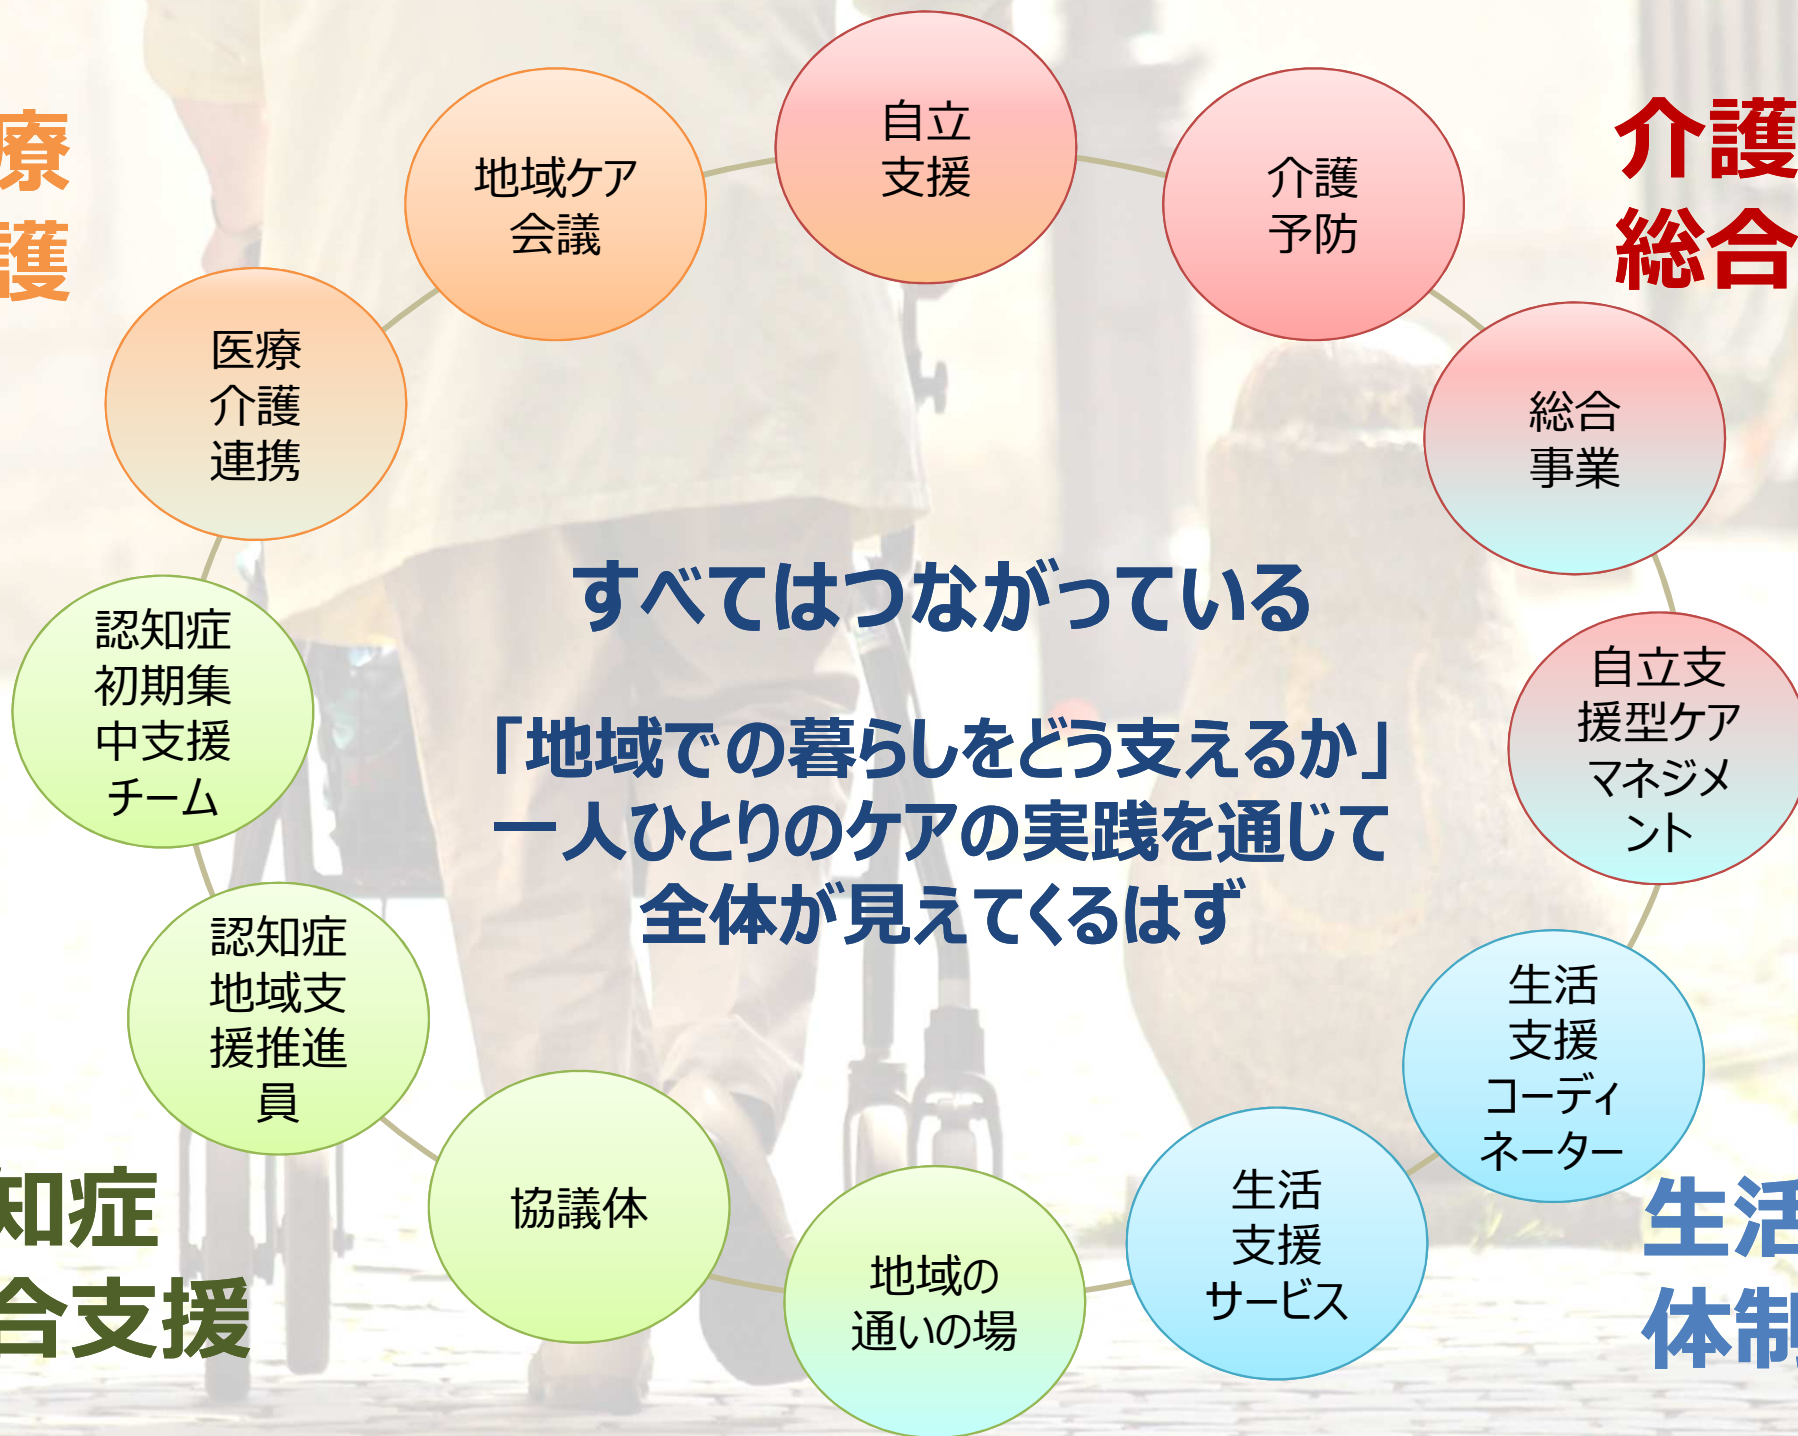 療
護
介護
総合
自立
支援
地域ケア
会議
介護
予防
医療
介護
連携
総合
事業
認知症
初期集
中支援
チーム
自立支
援型ケア
マネジメ
ント
すべてはつながっている
「地域での暮らしをどう支えるか」
一人ひとりのケアの実践を通じて
全体が見えてくるはず
認知症
地域支
援推進
員
生活
支援
コーディ
ネーター
協議体
地域の
通いの場
生活
支援
サービス
知症
合支援
生活
体制